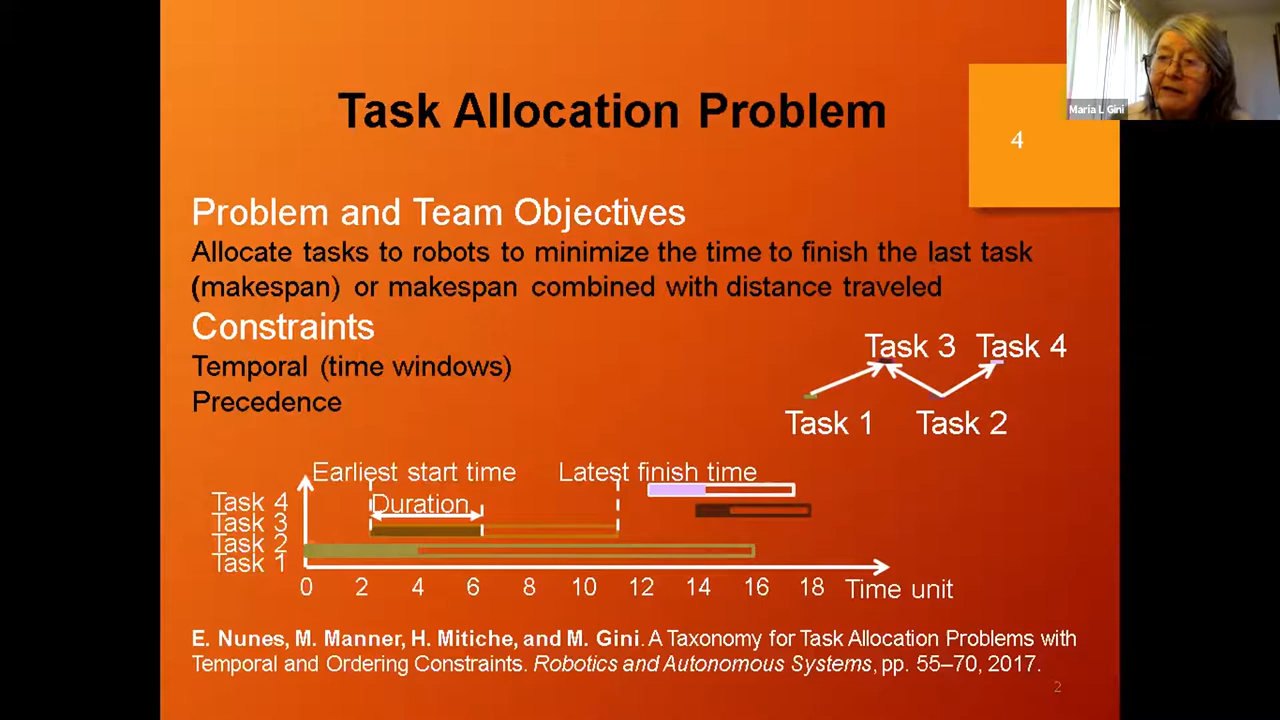 Maria L Gini
Task Allocation Problem
4
Problem and Team Objectives
Allocate tasks to robots to minimize the time to finish the last task
(makespan) or makespan combined with distance traveled
Constraints
Temporal (time windows)
Precedence
Task 3 Task 4
Task 1 Task 2
Earliest start time Latest finish time
Duration
Task 4
Task 3
Task 2
Task 1
0 2 4 6 8 10 12 14 16 18 Time unit
E. Nunes, M. Manner, H. Mitiche, and M. Gini. A Taxonomy for Task Allocation Problems with
Temporal and Ordering Constraints. Robotics and Autonomous Systems, pp. 55–70, 2017.
2